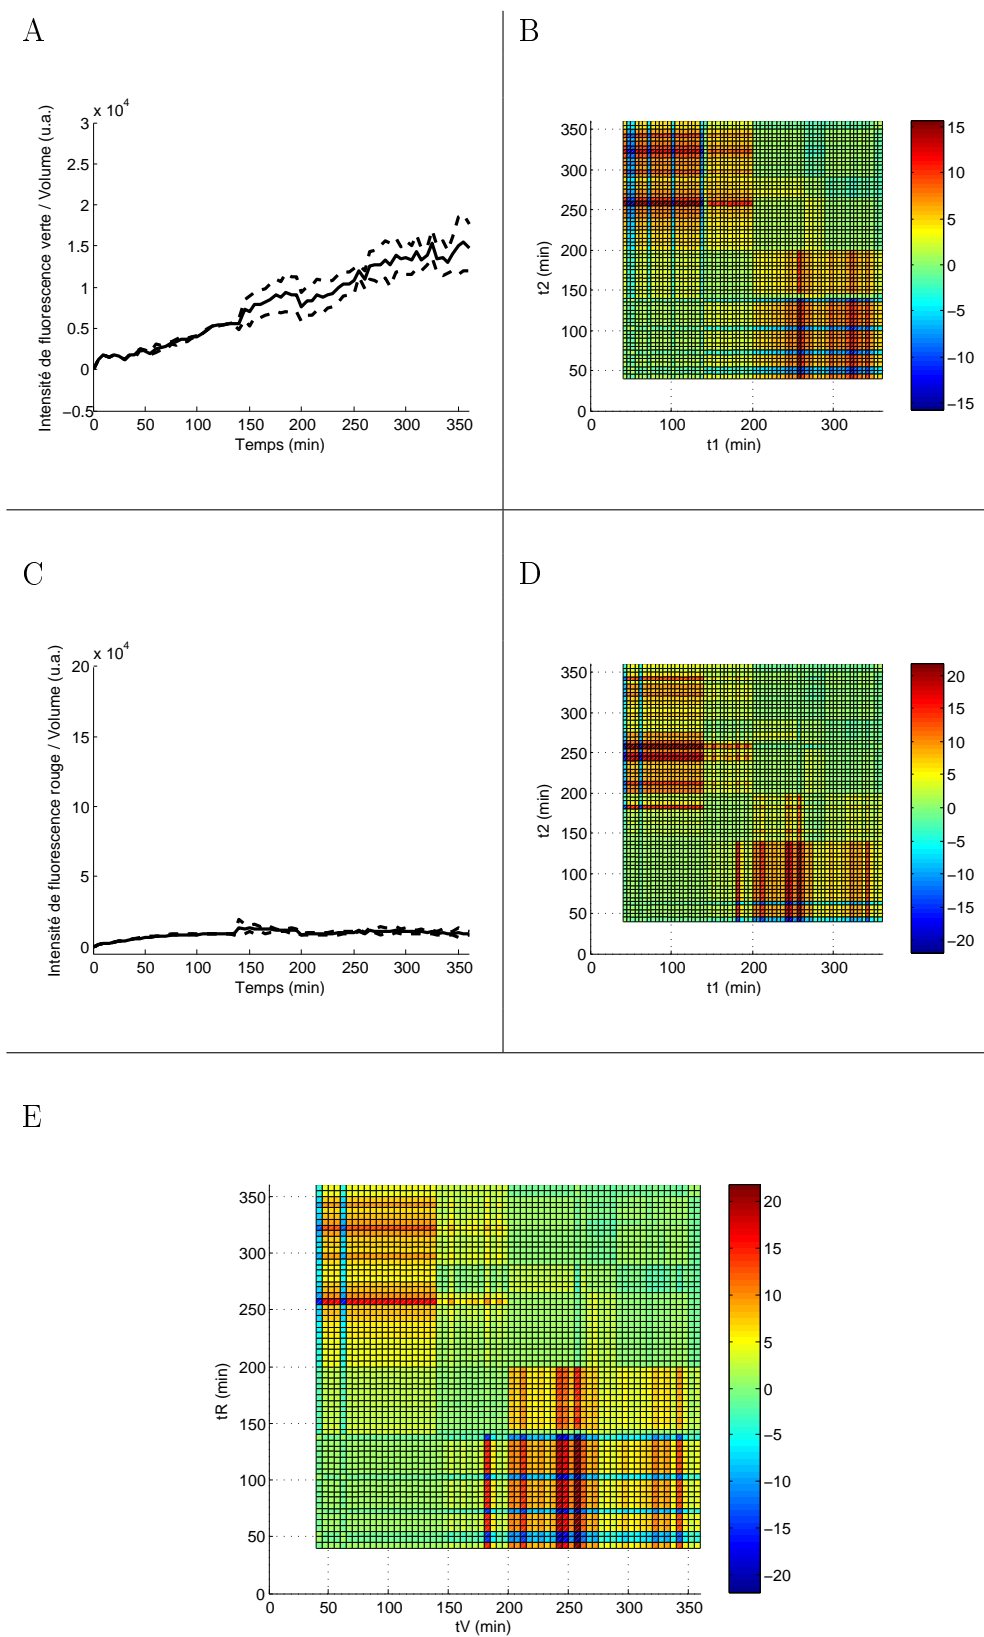 A
Intensité de fluorescence verte / Volume (u.a.)
x 10^4
3
2.5
2
1.5
1
0.5
0
−0.5
0 50 100 150 200 250 300 350
Temps (min)
B
t2 (min)
350
300
250
200
150
100
50
0
0 100 200 300
t1 (min)
15
10
5
0
−5
−10
−15
C
Intensité de fluorescence rouge / Volume (u.a.)
x 10^4
20
15
10
5
0
0 50 100 150 200 250 300 350
Temps (min)
D
t2 (min)
350
300
250
200
150
100
50
0
0 100 200 300
t1 (min)
20
15
10
5
0
−5
−10
−15
−20
E
tR (min)
350
300
250
200
150
100
50
0
0 50 100 150 200 250 300 350
tV (min)
20
15
10
5
0
−5
−10
−15
−20